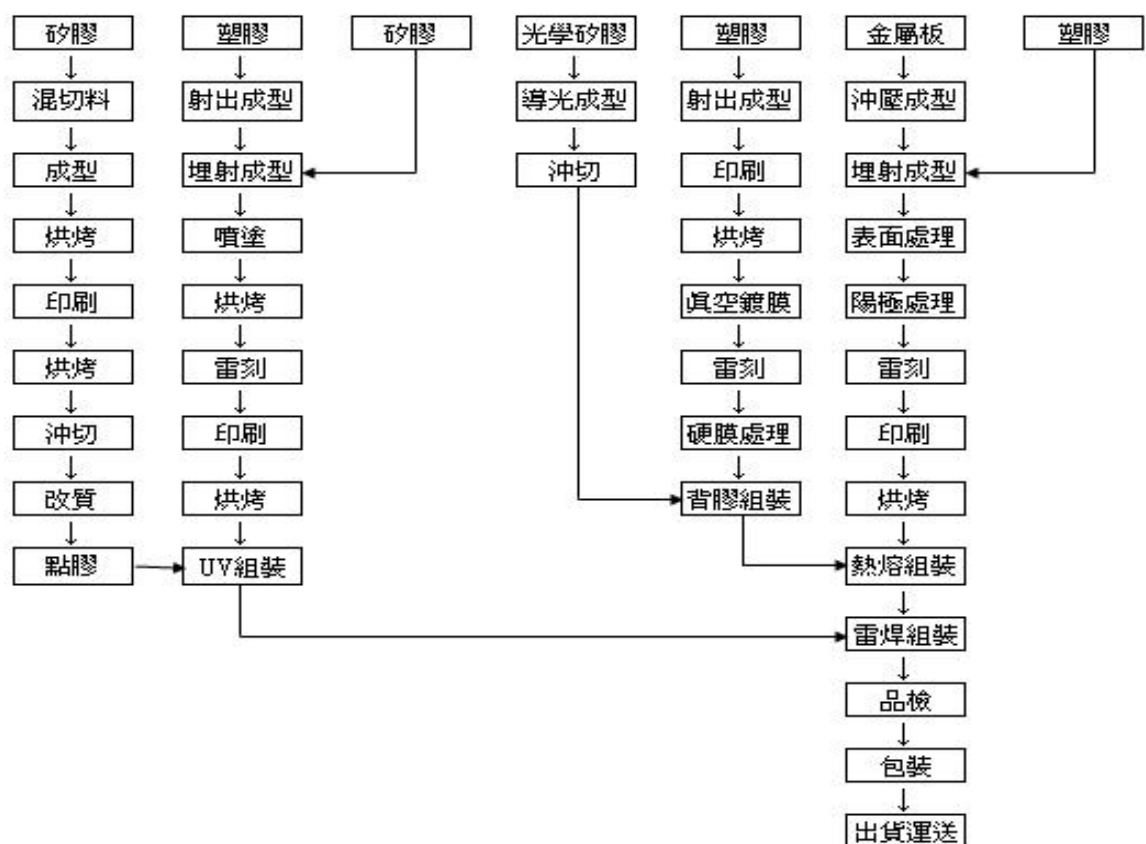 矽膠 塑膠 矽膠 光學矽膠 塑膠 金屬板 塑膠
混切料 射出成型 導光成型 射出成型 沖壓成型
成型 埋射成型 沖切 印刷 埋射成型
烘烤 噴塗 烘烤 表面處理
印刷 烘烤 眞空鍍膜 陽極處理
烘烤 雷刻 雷刻 雷刻
沖切 印刷 硬膜處理 印刷
改質 烘烤 背膠組裝 烘烤
點膠 UV組裝 熱熔組裝
雷焊組裝
品檢
包裝
出貨運送